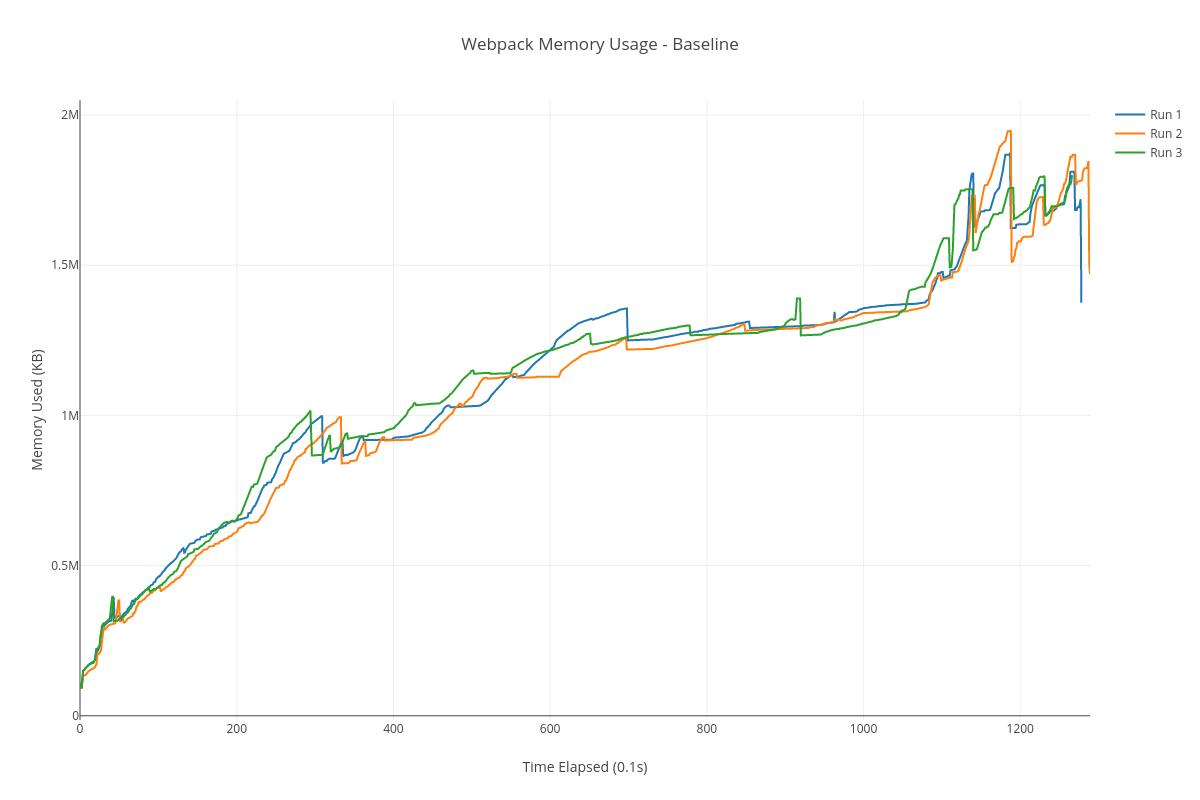 Webpack Memory Usage - Baseline
Run 1
Run 2
Run 3
Memory Used (KB)
2M
1.5M
1M
0.5M
0
0 200 400 600 800 1000 1200
Time Elapsed (0.1s)